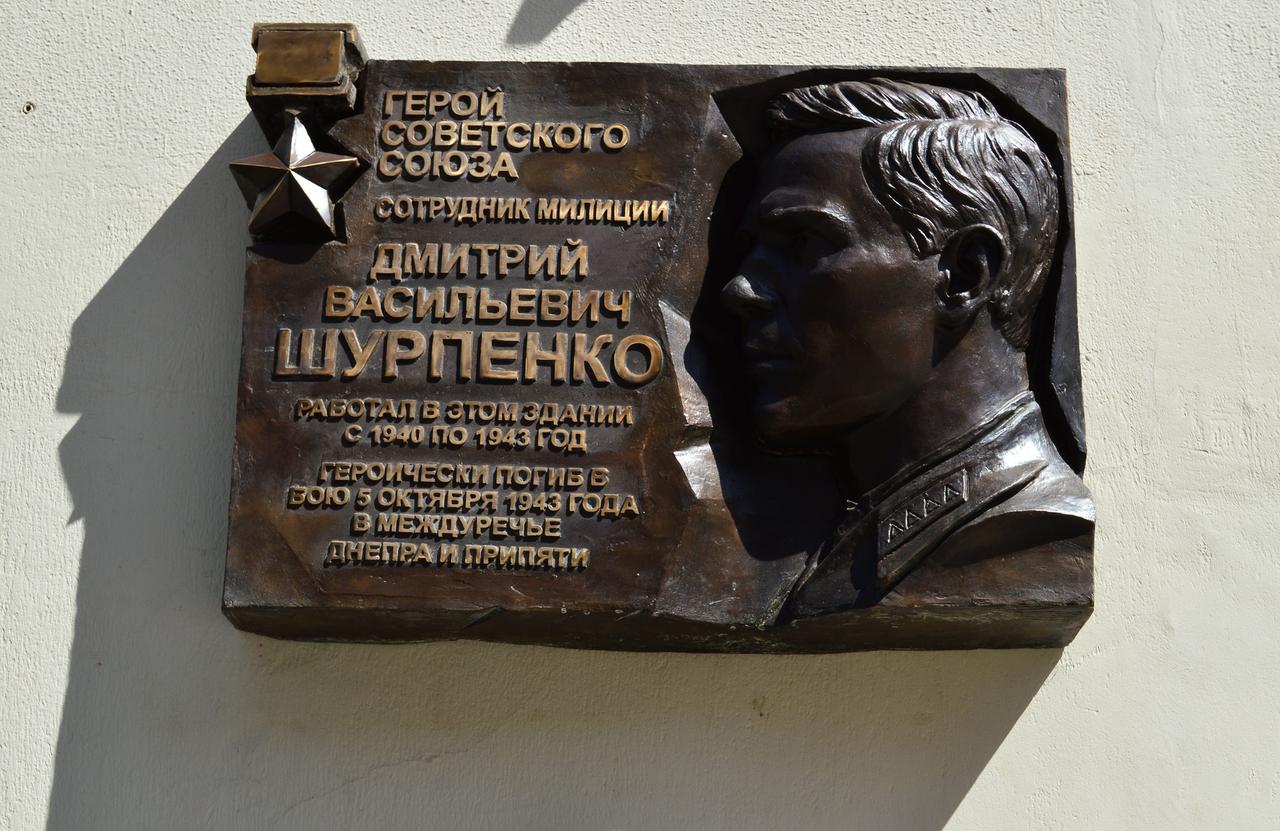 ГЕРОЙ
СОВЕТСКОГО
СОЮЗА
СОТРУДНИК МИЛИЦИИ
ДМИТРИЙ
ВАСИЛЬЕВИЧ
ШУРПЕНКО
РАБОТАЛ В ЭТОМ ЗДАНИИ
С 1940 ПО 1943 ГОД
ГЕРОИЧЕСКИ ПОГИБ В
БОЮ 5 ОКТЯБРЯ 1943 ГОДА
В МЕЖДУРЕЧЬЕ
ДНЕПРА И ПРИПЯТИ